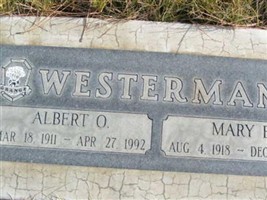 WESTERMAN
ALBERT O.
MAR 18. 1911 - APR 27 1992
MARY
AUG 4. 1918 - DEC